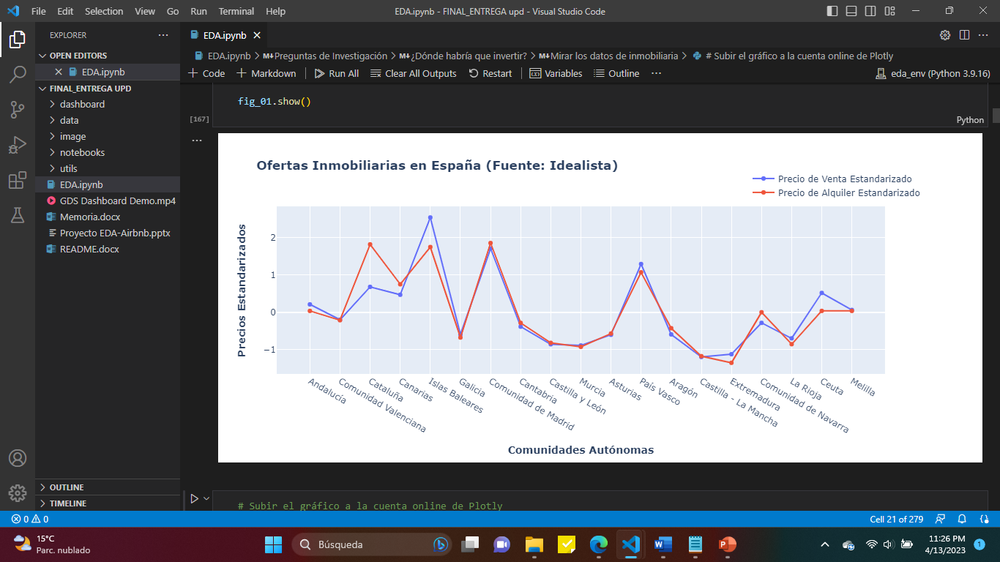 File Edit Selection View Go Run Terminal Help
EDA.ipynb - FINAL_ENTREGA upd - Visual Studio Code
EXPLORER
OPEN EDITORS
EDA.ipynb
FINAL_ENTREGA UPD
dashboard
data
image
notebooks
utils
EDA.ipynb
GDS Dashboard Demo.mp4
Memoria.docx
Proyecto EDA-Airbnb.pptx
README.docx
OUTLINE
TIMELINE
EDA.ipynb
EDA.ipynb > M↓Preguntas de Investigación > M↓¿Dónde habría que invertir? > M↓Mirar los datos de inmobiliaria > # Subir el gráfico a la cuenta online de Plotly
+ Code + Markdown Run All Clear All Outputs Restart Variables Outline ...
eda_env (Python 3.9.16)
fig_01.show()
[167]
Python
Ofertas Inmobiliarias en España (Fuente: Idealista)
Precio de Venta Estandarizado
Precio de Alquiler Estandarizado
Precios Estandarizados
2
1
0
−1
Andalucía
Comunidad Valenciana
Cataluña
Canarias
Islas Baleares
Galicia
Comunidad de Madrid
Cantabria
Castilla y León
Murcia
Asturias
País Vasco
Aragón
Castilla - La Mancha
Extremadura
Comunidad de Navarra
La Rioja
Ceuta
Melilla
Comunidades Autónomas
# Subir el gráfico a la cuenta online de Plotly
0 0
Cell 21 of 279
15°C
Parc. nublado
Búsqueda
11:26 PM
4/13/2023
1